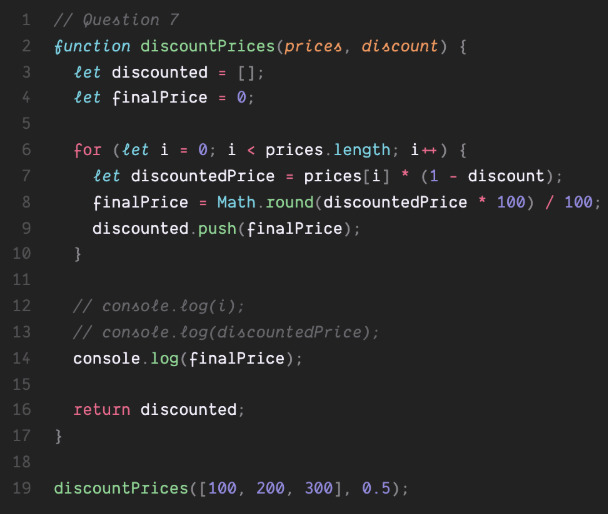 1 // Question 7
2 function discountPrices(prices, discount) {
3   let discounted = [];
4   let finalPrice = 0;
5
6   for (let i = 0; i < prices.length; i++) {
7     let discountedPrice = prices[i] * (1 - discount);
8     finalPrice = Math.round(discountedPrice * 100) / 100;
9     discounted.push(finalPrice);
10   }
11
12   // console.log(i);
13   // console.log(discountedPrice);
14   console.log(finalPrice);
15
16   return discounted;
17 }
18
19 discountPrices([100, 200, 300], 0.5);